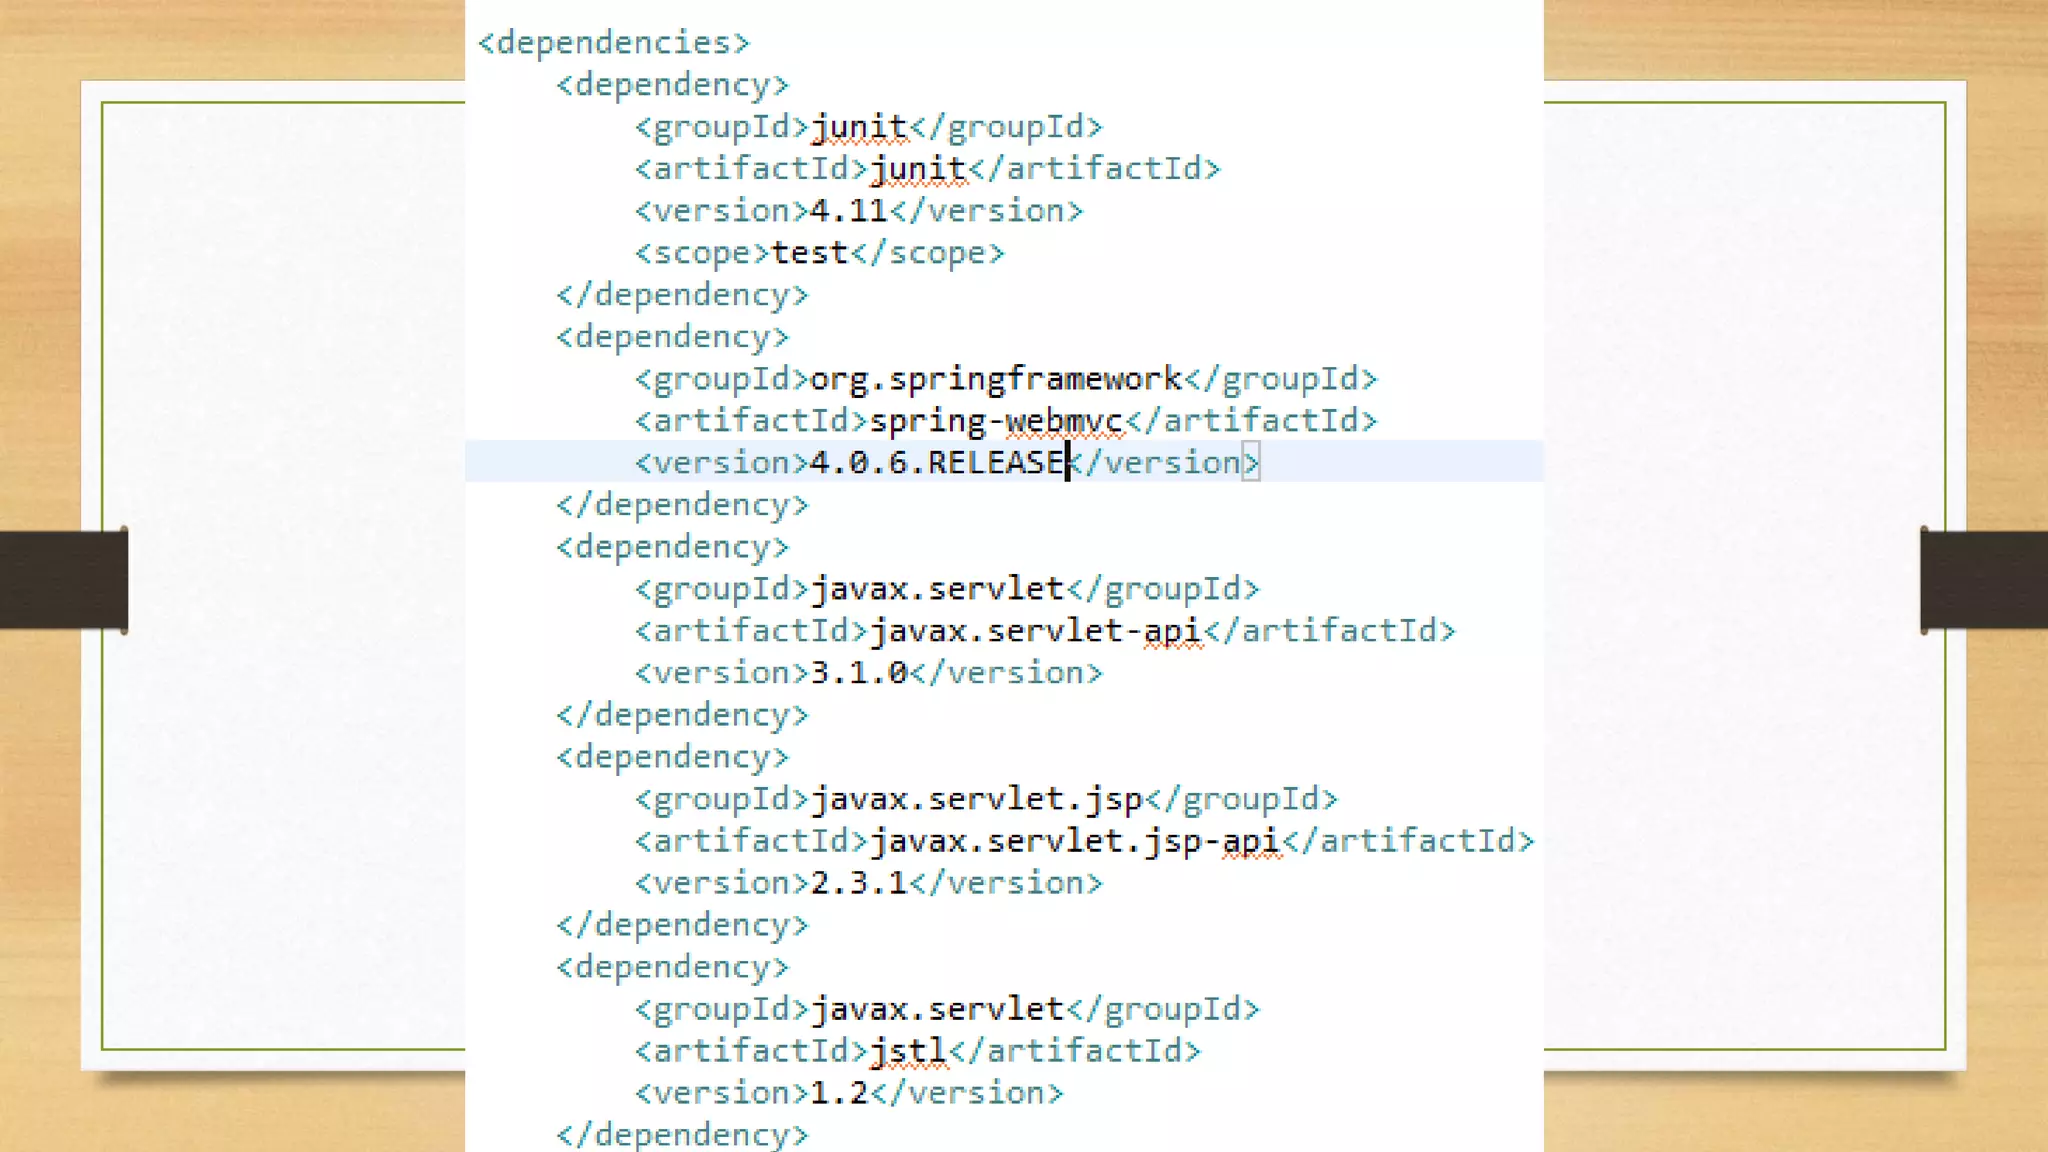 <dependencies>
<dependency>
<groupId>junit</groupId>
<artifactId>junit</artifactId>
<version>4.11</version>
<scope>test</scope>
</dependency>
<dependency>
<groupId>org.springframework</groupId>
<artifactId>spring-webmvc</artifactId>
<version>4.0.6.RELEASE</version>
</dependency>
<dependency>
<groupId>javax.servlet</groupId>
<artifactId>javax.servlet-api</artifactId>
<version>3.1.0</version>
</dependency>
<dependency>
<groupId>javax.servlet.jsp</groupId>
<artifactId>javax.servlet.jsp-api</artifactId>
<version>2.3.1</version>
</dependency>
<dependency>
<groupId>javax.servlet</groupId>
<artifactId>jstl</artifactId>
<version>1.2</version>
</dependency>